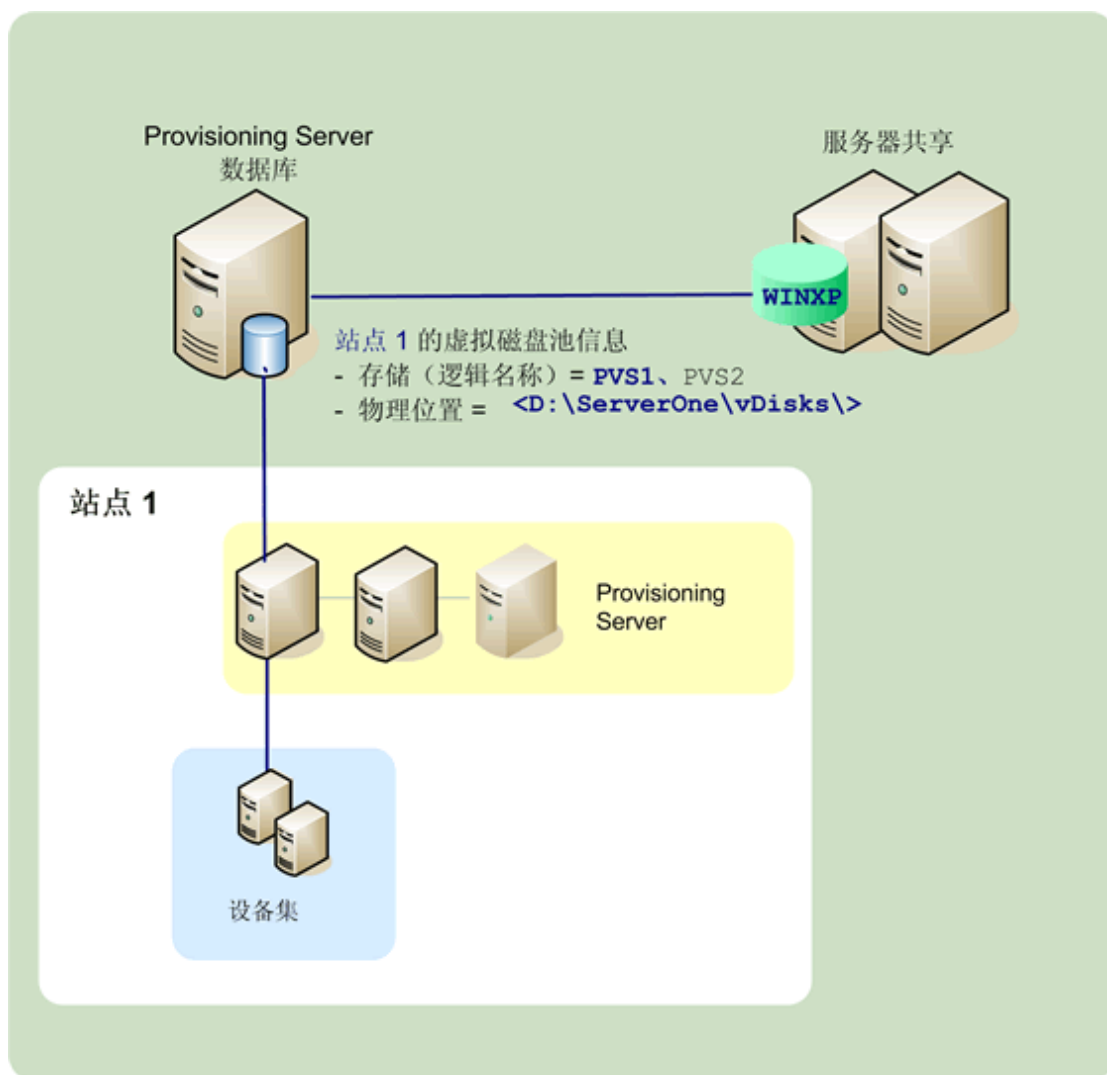 Provisioning Server
数据库
服务器共享
WINXP
站点 1 的虚拟磁盘池信息
- 存储（逻辑名称）= PVS1、PVS2
- 物理位置 = <D:\ServerOne\vDisks\>
站点 1
Provisioning
Server
设备集